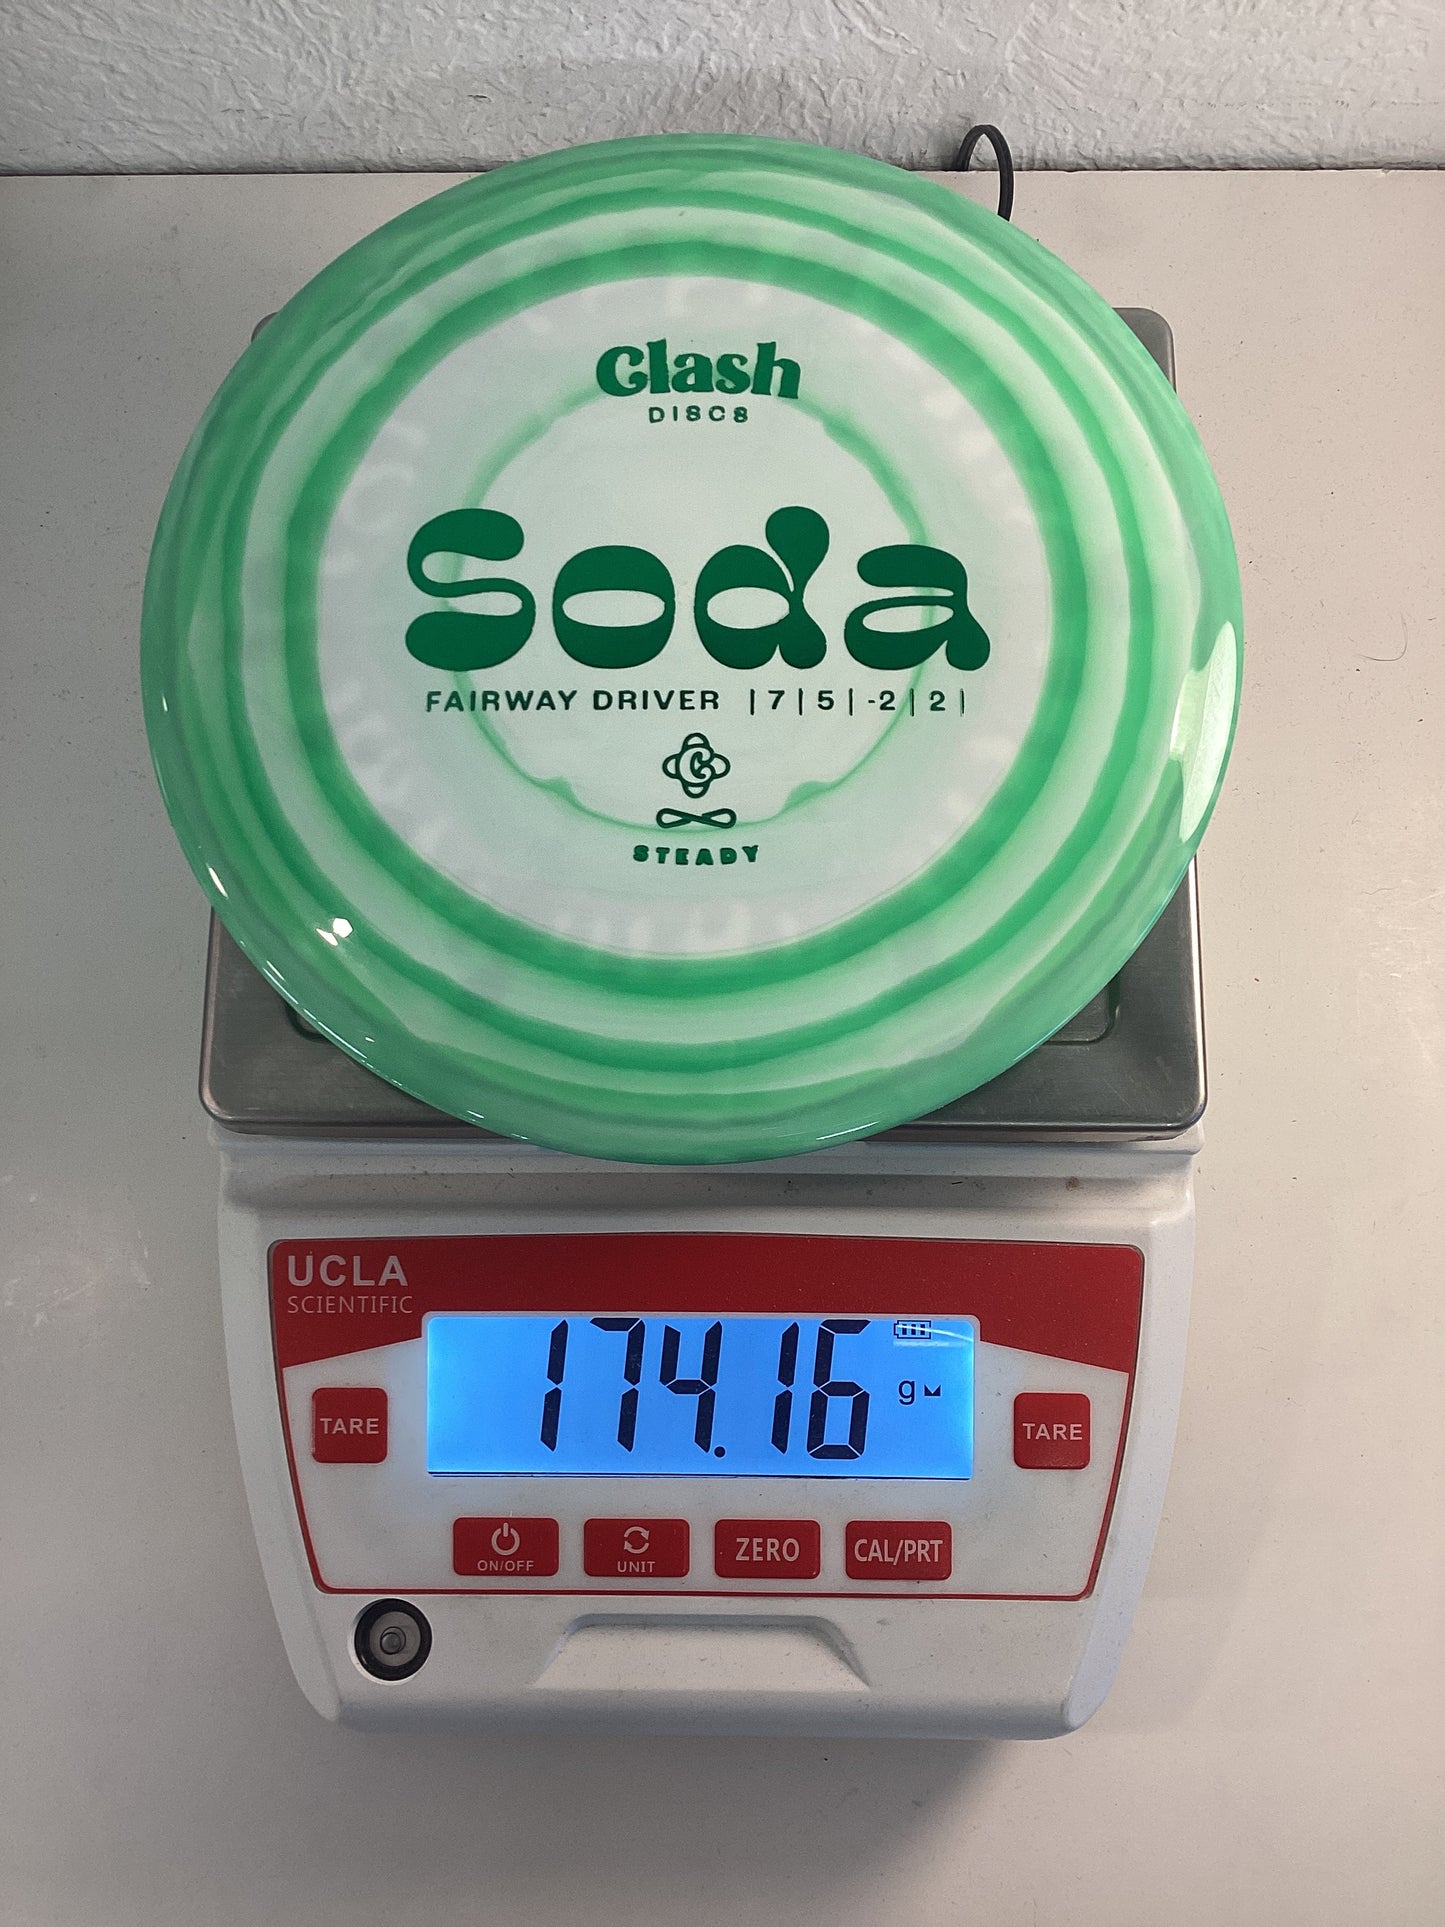 Clash
DISCS
Soda
FAIRWAY DRIVER | 7 | 5 | -2 | 2 |
C
STEADY
UCLA
SCIENTIFIC
174.16
g
TARE
TARE
ON/OFF
UNIT
ZERO
CAL/PRT